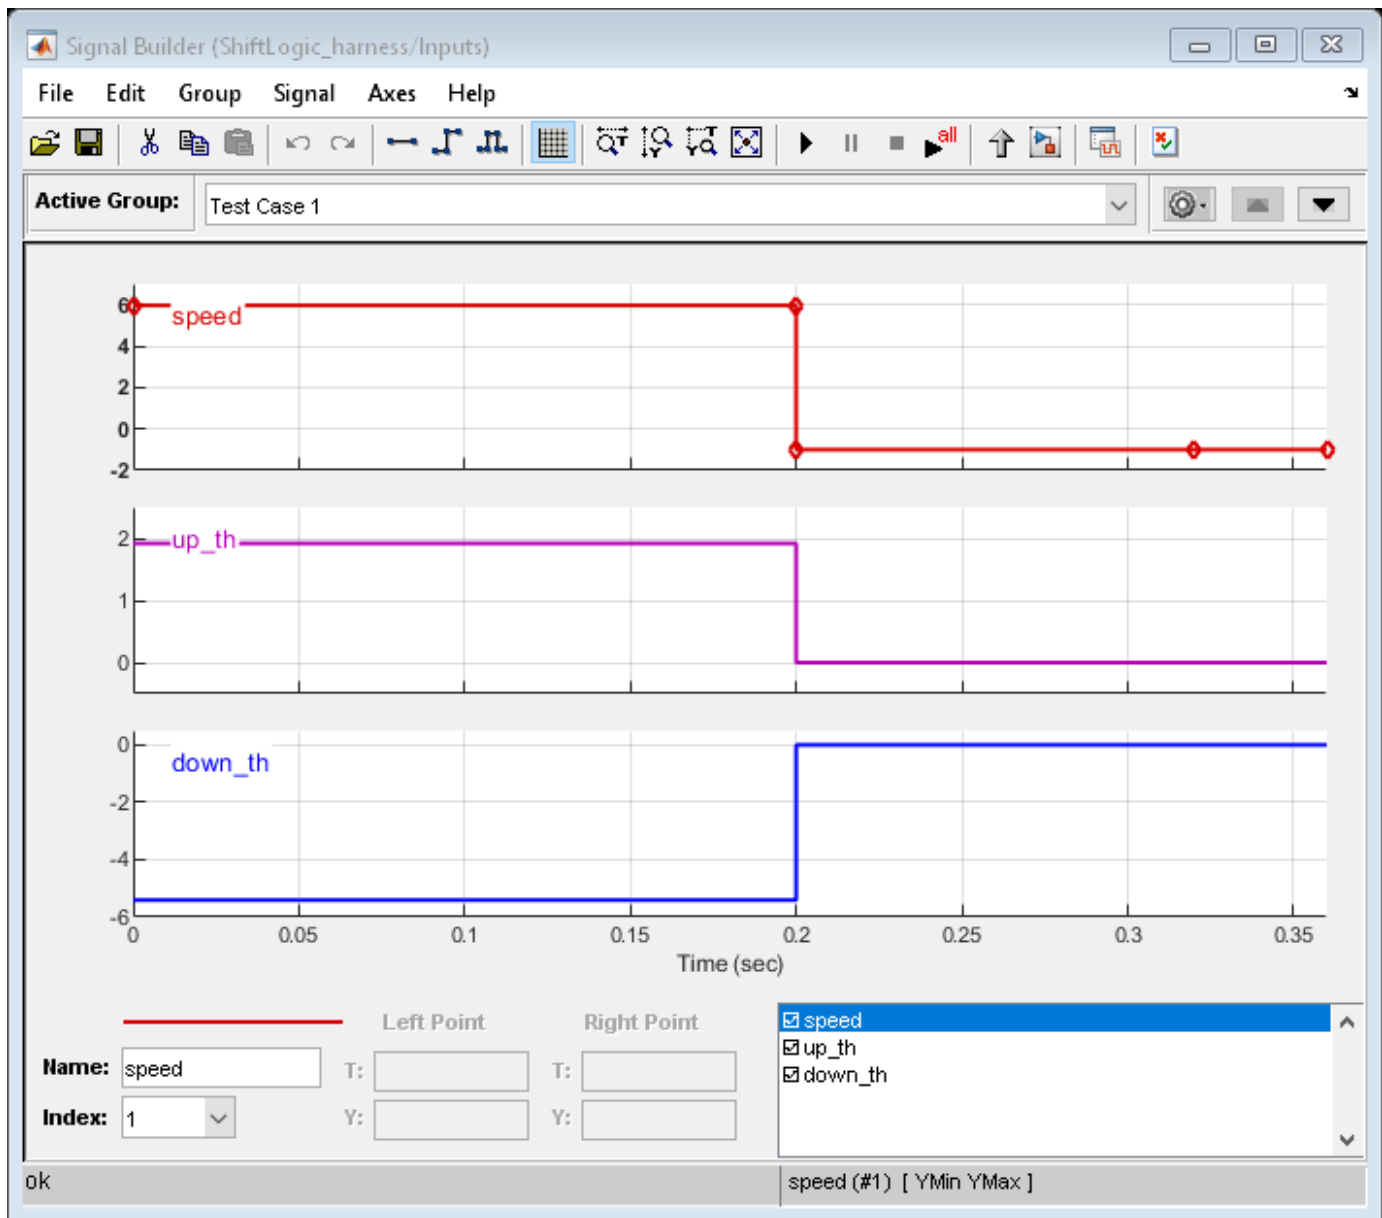 Signal Builder (ShiftLogic_harness/Inputs)
File Edit Group Signal Axes Help
all
Active Group: Test Case 1
6
speed
4
2
0
-2
2
up_th
1
0
0
down_th
-2
-4
-6
0 0.05 0.1 0.15 0.2 0.25 0.3 0.35
Time (sec)
Left Point Right Point
Name: speed T: T:
Index: 1 Y: Y:
speed
up_th
down_th
ok speed (#1) [ YMin YMax ]